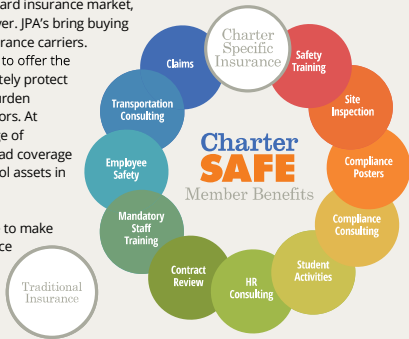 ard insurance market,
ver. JPA’s bring buying
rance carriers.
to offer the
tely protect
urden
ors. At
ge of
ad coverage
ol assets in
to make
ce
Traditional
Insurance
Charter
Specific
Insurance
Safety
Training
Site
Inspection
Compliance
Posters
Compliance
Consulting
Student
Activities
HR
Consulting
Contract
Review
Mandatory
Staff
Training
Employee
Safety
Transportation
Consulting
Claims
Charter
SAFE
Member Benefits